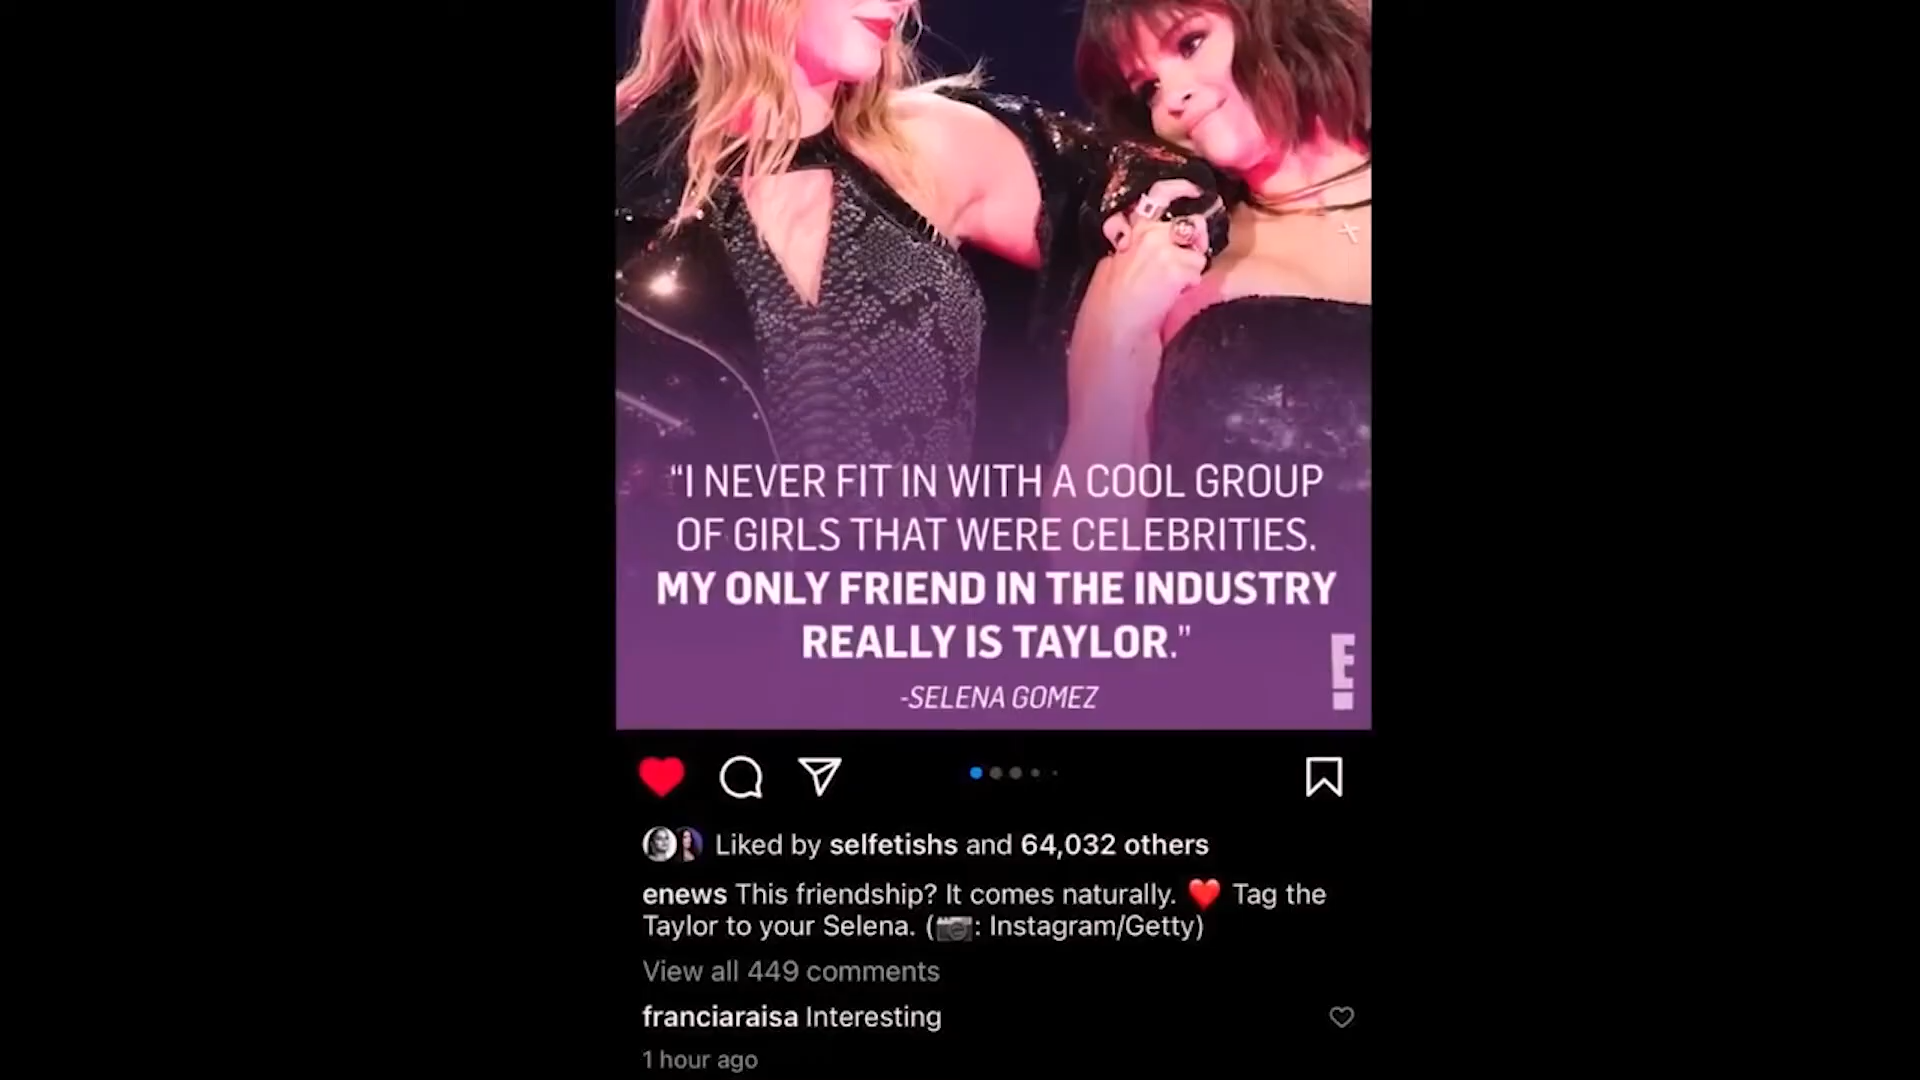 “I NEVER FIT IN WITH A COOL GROUP
OF GIRLS THAT WERE CELEBRITIES.
MY ONLY FRIEND IN THE INDUSTRY
REALLY IS TAYLOR.”
-SELENA GOMEZ
E!
Liked by selfetishs and 64,032 others
enews This friendship? It comes naturally. ❤️ Tag the
Taylor to your Selena. (📷: Instagram/Getty)
View all 449 comments
franciaraisa Interesting
1 hour ago